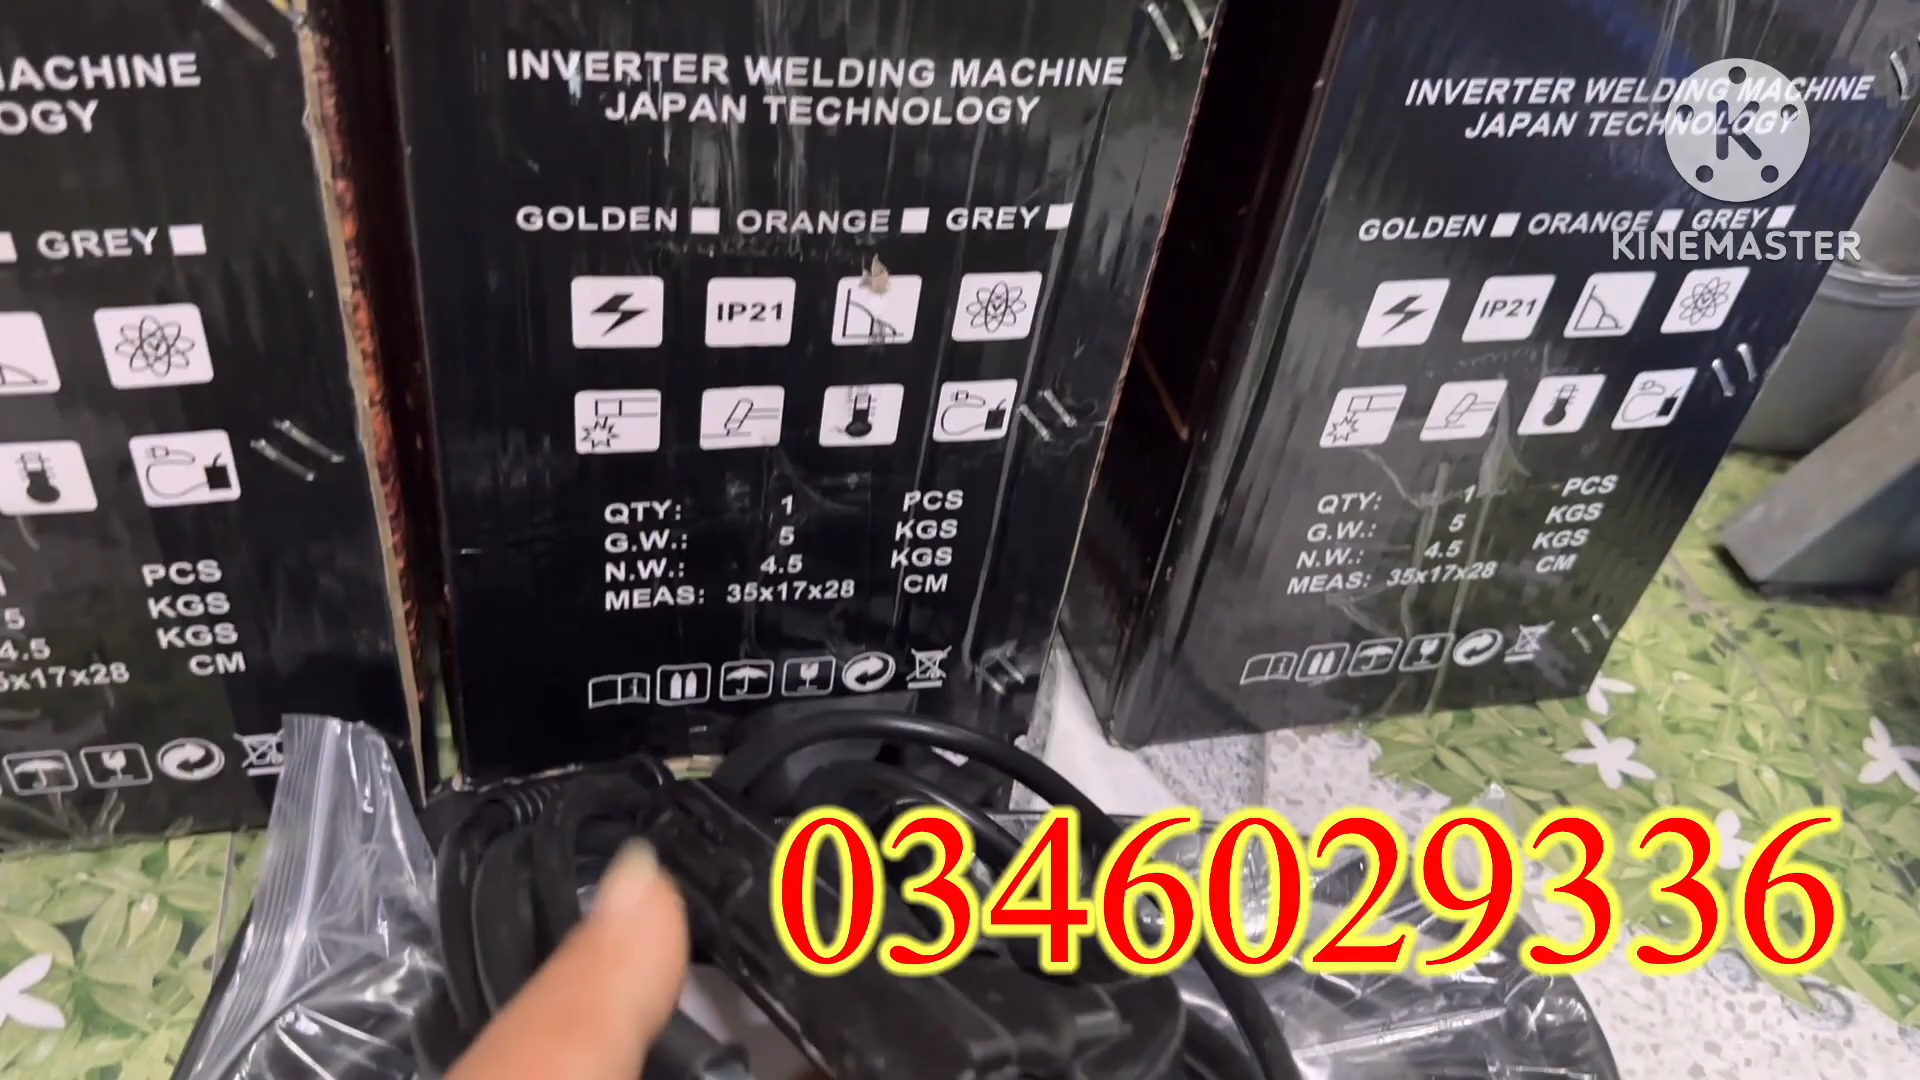 ACHINE
OGY
GREY
PCS
5 KGS
4.5 KGS
x17x28 CM
INVERTER WELDING MACHINE
JAPAN TECHNOLOGY
GOLDEN ORANGE GREY
IP21
QTY: 1 PCS
G.W.: 5 KGS
N.W.: 4.5 KGS
MEAS: 35x17x28 CM
INVERTER WELDING MACHINE
JAPAN TECHNOLOGY
GOLDEN ORANGE GREY
IP21
QTY: 1 PCS
G.W.: 5 KGS
N.W.: 4.5 KGS
MEAS: 35x17x28 CM
K
KINEMASTER
0346029336